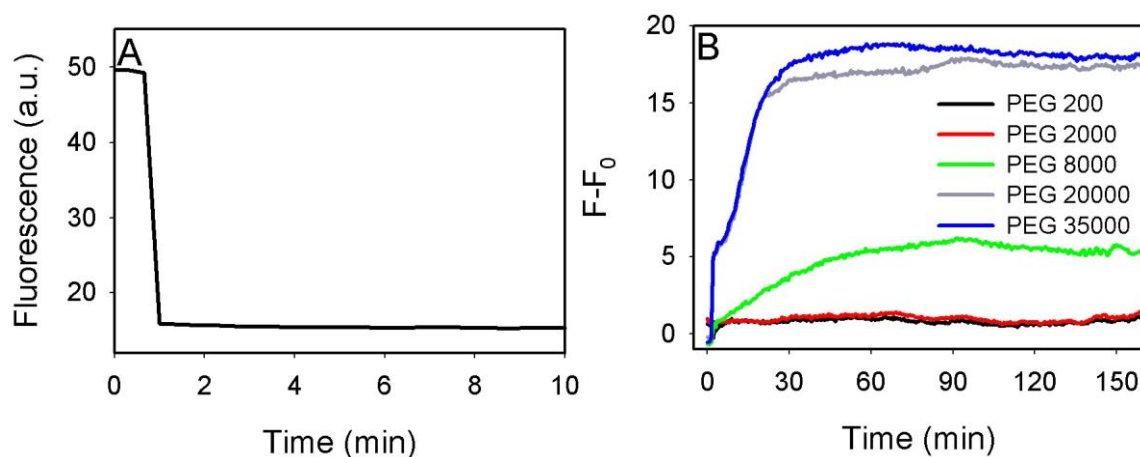 A
Fluorescence (a.u.)
50
40
30
20
0 2 4 6 8 10
Time (min)
B
F-F₀
20
15
10
5
0
PEG 200
PEG 2000
PEG 8000
PEG 20000
PEG 35000
0 30 60 90 120 150
Time (min)